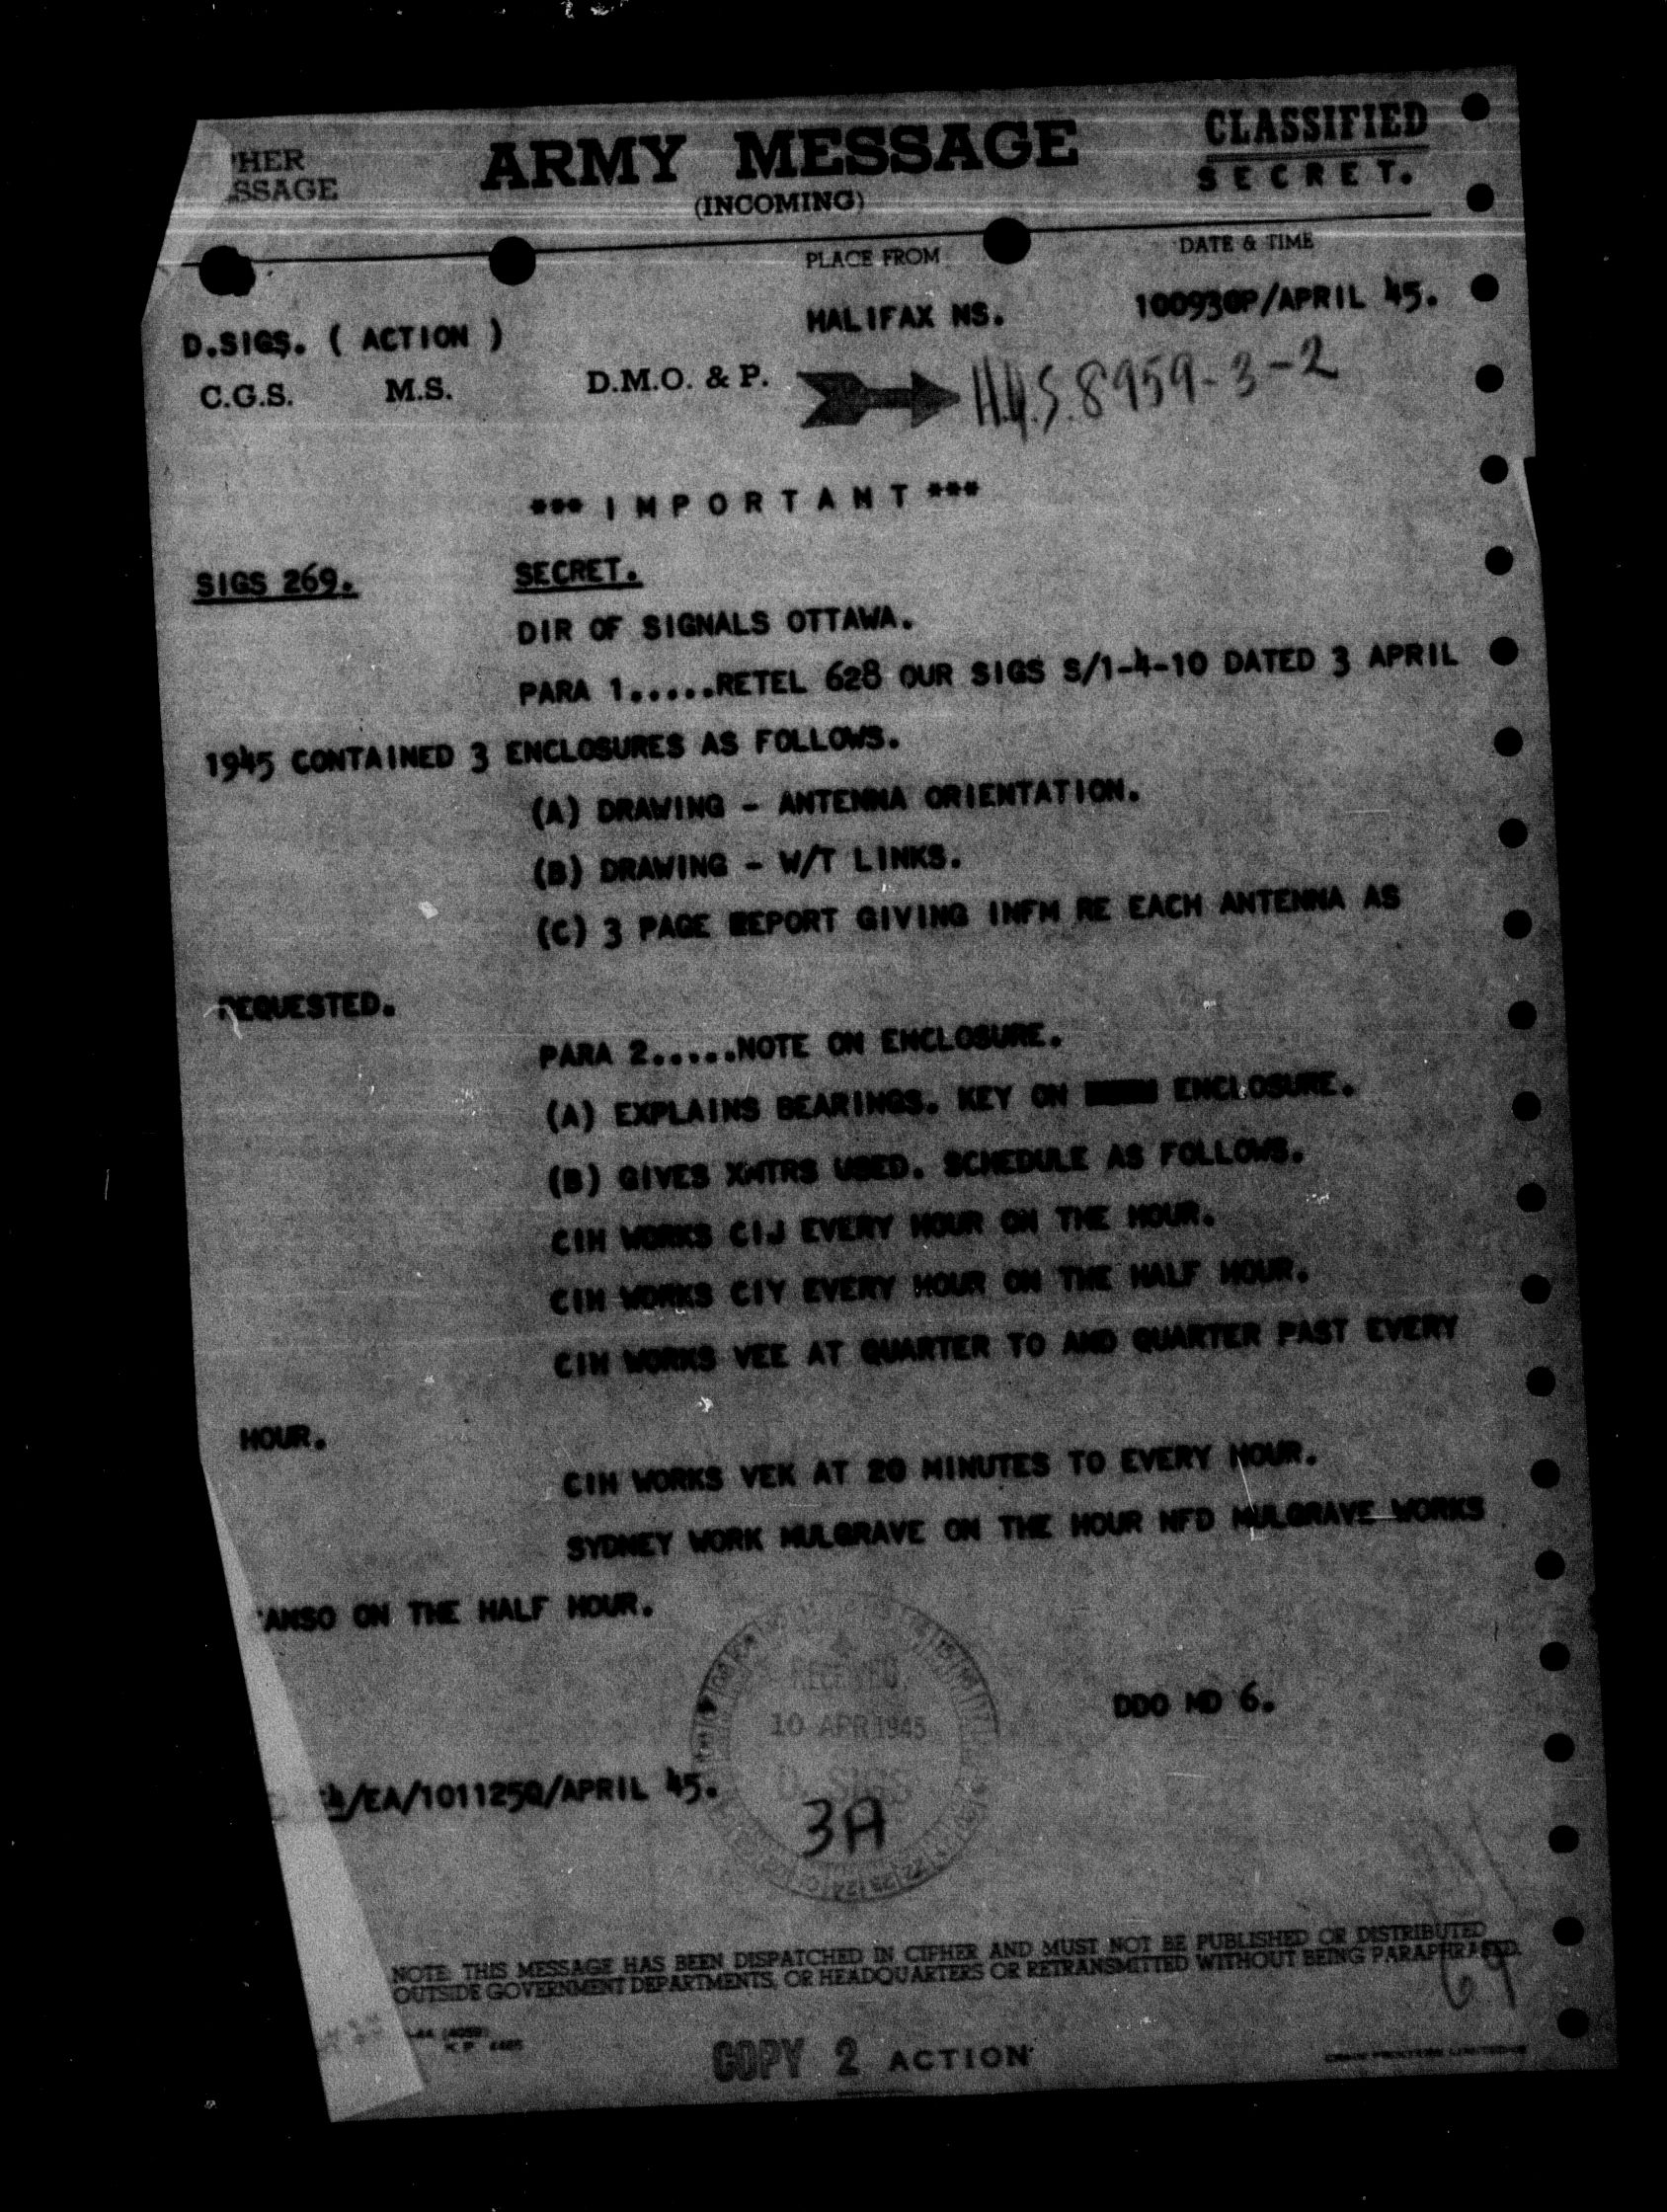 'HER
SSAGE
ARMY MESSAGE
(INCOMING)
CLASSIFIED
SECRET.
PLACE FROM
DATE & TIME
HALIFAX NS.
100930P/APRIL 45.
D.SIGS. ( ACTION )
C.G.S. M.S. D.M.O. & P.
H.Q.S. 8959-3-2
*** I M P O R T A N T ***
SIGS 269. SECRET.
DIR OF SIGNALS OTTAWA.
PARA 1.....RETEL 628 OUR SIGS S/1-4-10 DATED 3 APRIL
1945 CONTAINED 3 ENCLOSURES AS FOLLOWS.
(A) DRAWING - ANTENNA ORIENTATION.
(B) DRAWING - W/T LINKS.
(C) 3 PAGE REPORT GIVING INFM RE EACH ANTENNA AS
REQUESTED.
PARA 2.....NOTE ON ENCLOSURE.
(A) EXPLAINS BEARINGS. KEY ON ENCLOSURE.
(B) GIVES XMTRS USED. SCHEDULE AS FOLLOWS.
CIH WORKS CIJ EVERY HOUR ON THE HOUR.
CIH WORKS CIY EVERY HOUR ON THE HALF HOUR.
CIH WORKS VEE AT QUARTER TO AND QUARTER PAST EVERY
HOUR.
CIH WORKS VEK AT 20 MINUTES TO EVERY HOUR.
SYDNEY WORK MULGRAVE ON THE HOUR NFD MULGRAVE WORKS
'ANSO ON THE HALF HOUR.
RECEIVED
10 APR 1945
D. SIGS
3A
DDO MD 6.
/EA/101125Q/APRIL 45.
NOTE. THIS MESSAGE HAS BEEN DISPATCHED IN CIPHER AND MUST NOT BE PUBLISHED OR DISTRIBUTED
OUTSIDE GOVERNMENT DEPARTMENTS, OR HEADQUARTERS OR RETRANSMITTED WITHOUT BEING PARAPHRASED.
COPY 2 ACTION